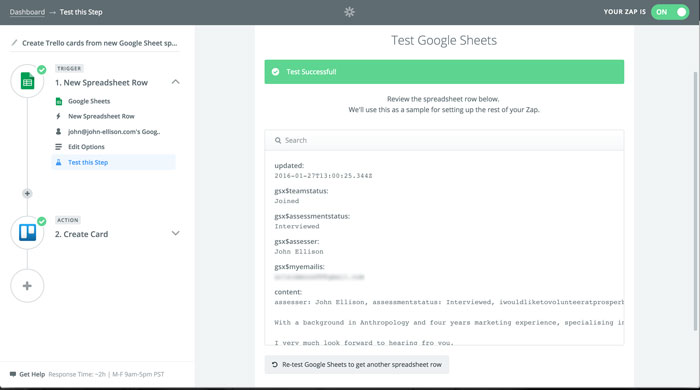 Dashboard → Test this Step
YOUR ZAP IS ON
Create Trello cards from new Google Sheet sp...
TRIGGER
1. New Spreadsheet Row
Google Sheets
New Spreadsheet Row
john@john-ellison.com's Goog..
Edit Options
Test this Step
ACTION
2. Create Card
Get Help Response Time: ~2h | M-F 9am-5pm PST
Test Google Sheets
Test Successful!
Review the spreadsheet row below.
We'll use this as a sample for setting up the rest of your Zap.
Search
updated:
2016-01-27T13:00:25.344Z
gsx$teamstatus:
Joined
gsx$assessmentstatus:
Interviewed
gsx$assesser:
John Ellison
gsx$myemailis:
content:
assesser: John Ellison, assessmentstatus: Interviewed, iwouldliketovolunteeratprosperb
With a background in Anthropology and four years marketing experience, specialising in
I very much look forward to hearing fro you.
Re-test Google Sheets to get another spreadsheet row